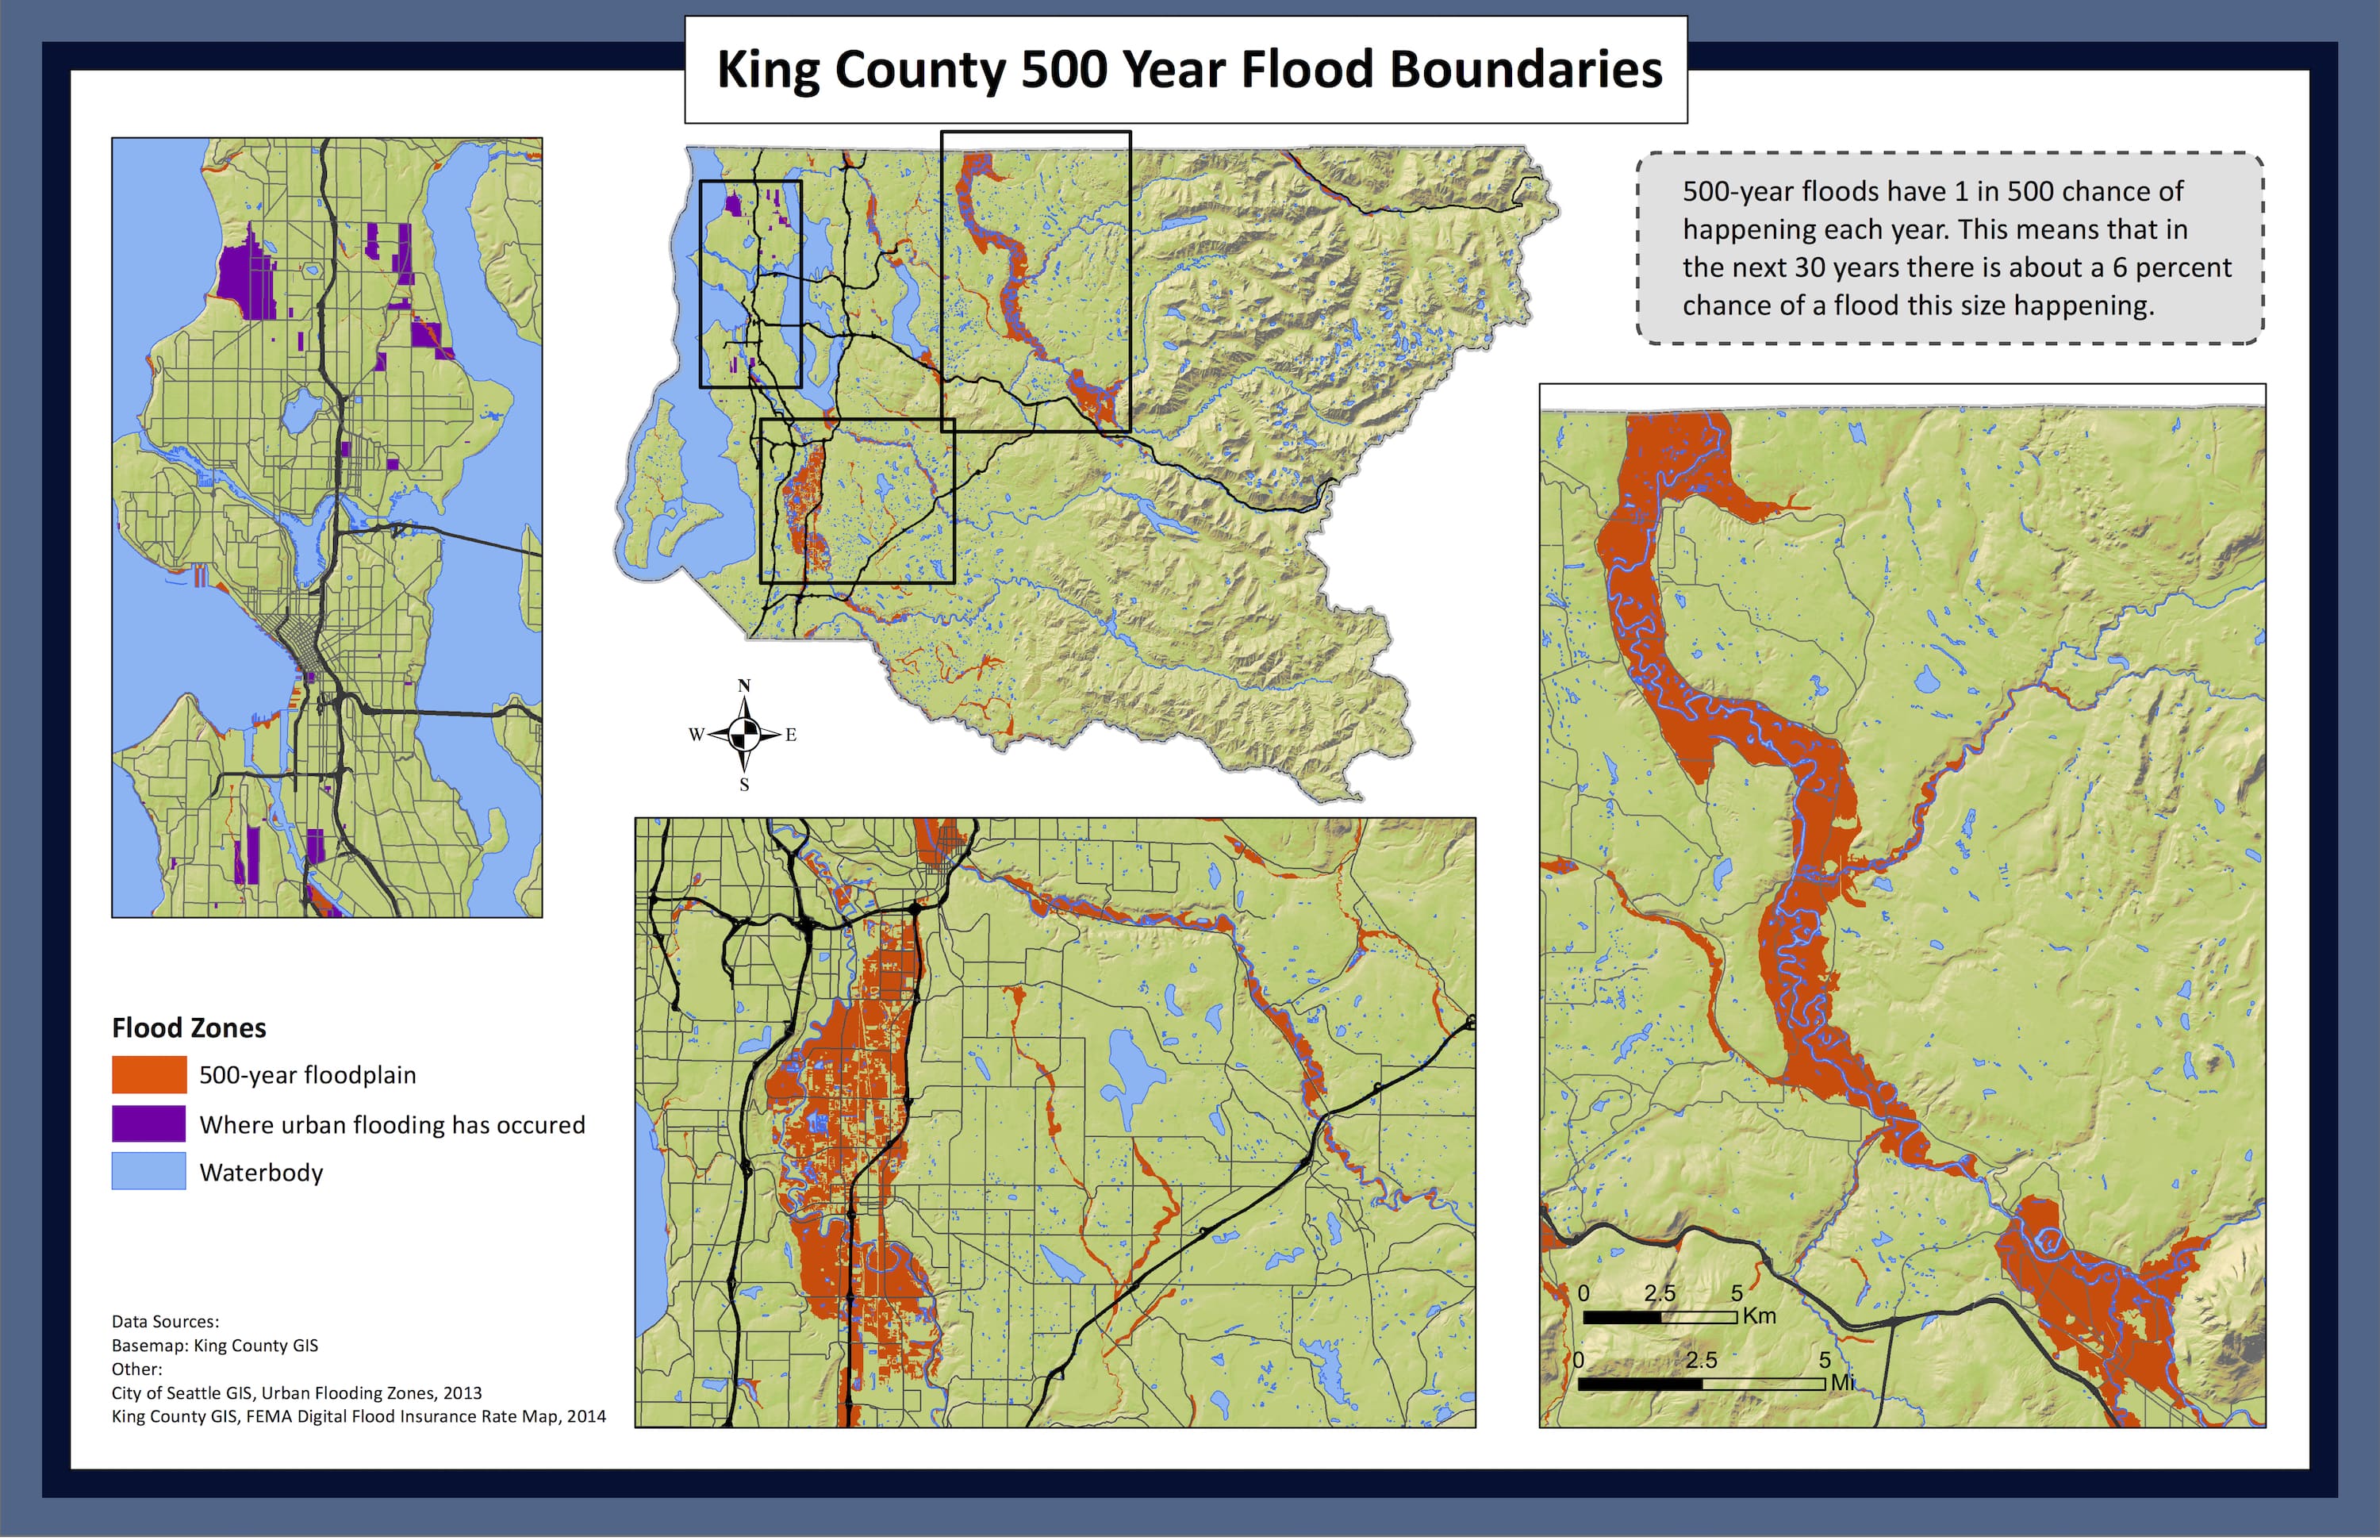 King County 500 Year Flood Boundaries
500-year floods have 1 in 500 chance of
happening each year. This means that in
the next 30 years there is about a 6 percent
chance of a flood this size happening.
N
W
E
S
Flood Zones
500-year floodplain
Where urban flooding has occured
Waterbody
0 2.5 5
Km
0 2.5 5
Mi
Data Sources:
Basemap: King County GIS
Other:
City of Seattle GIS, Urban Flooding Zones, 2013
King County GIS, FEMA Digital Flood Insurance Rate Map, 2014